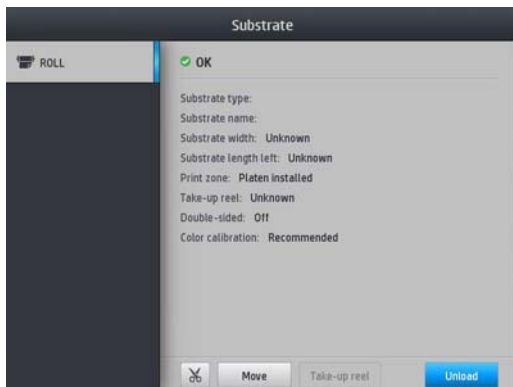 Substrate
ROLL
OK
Substrate type:
Substrate name:
Substrate width: Unknown
Substrate length left: Unknown
Print zone: Platen installed
Take-up reel: Unknown
Double-sided: Off
Color calibration: Recommended
Move Take-up reel Unload